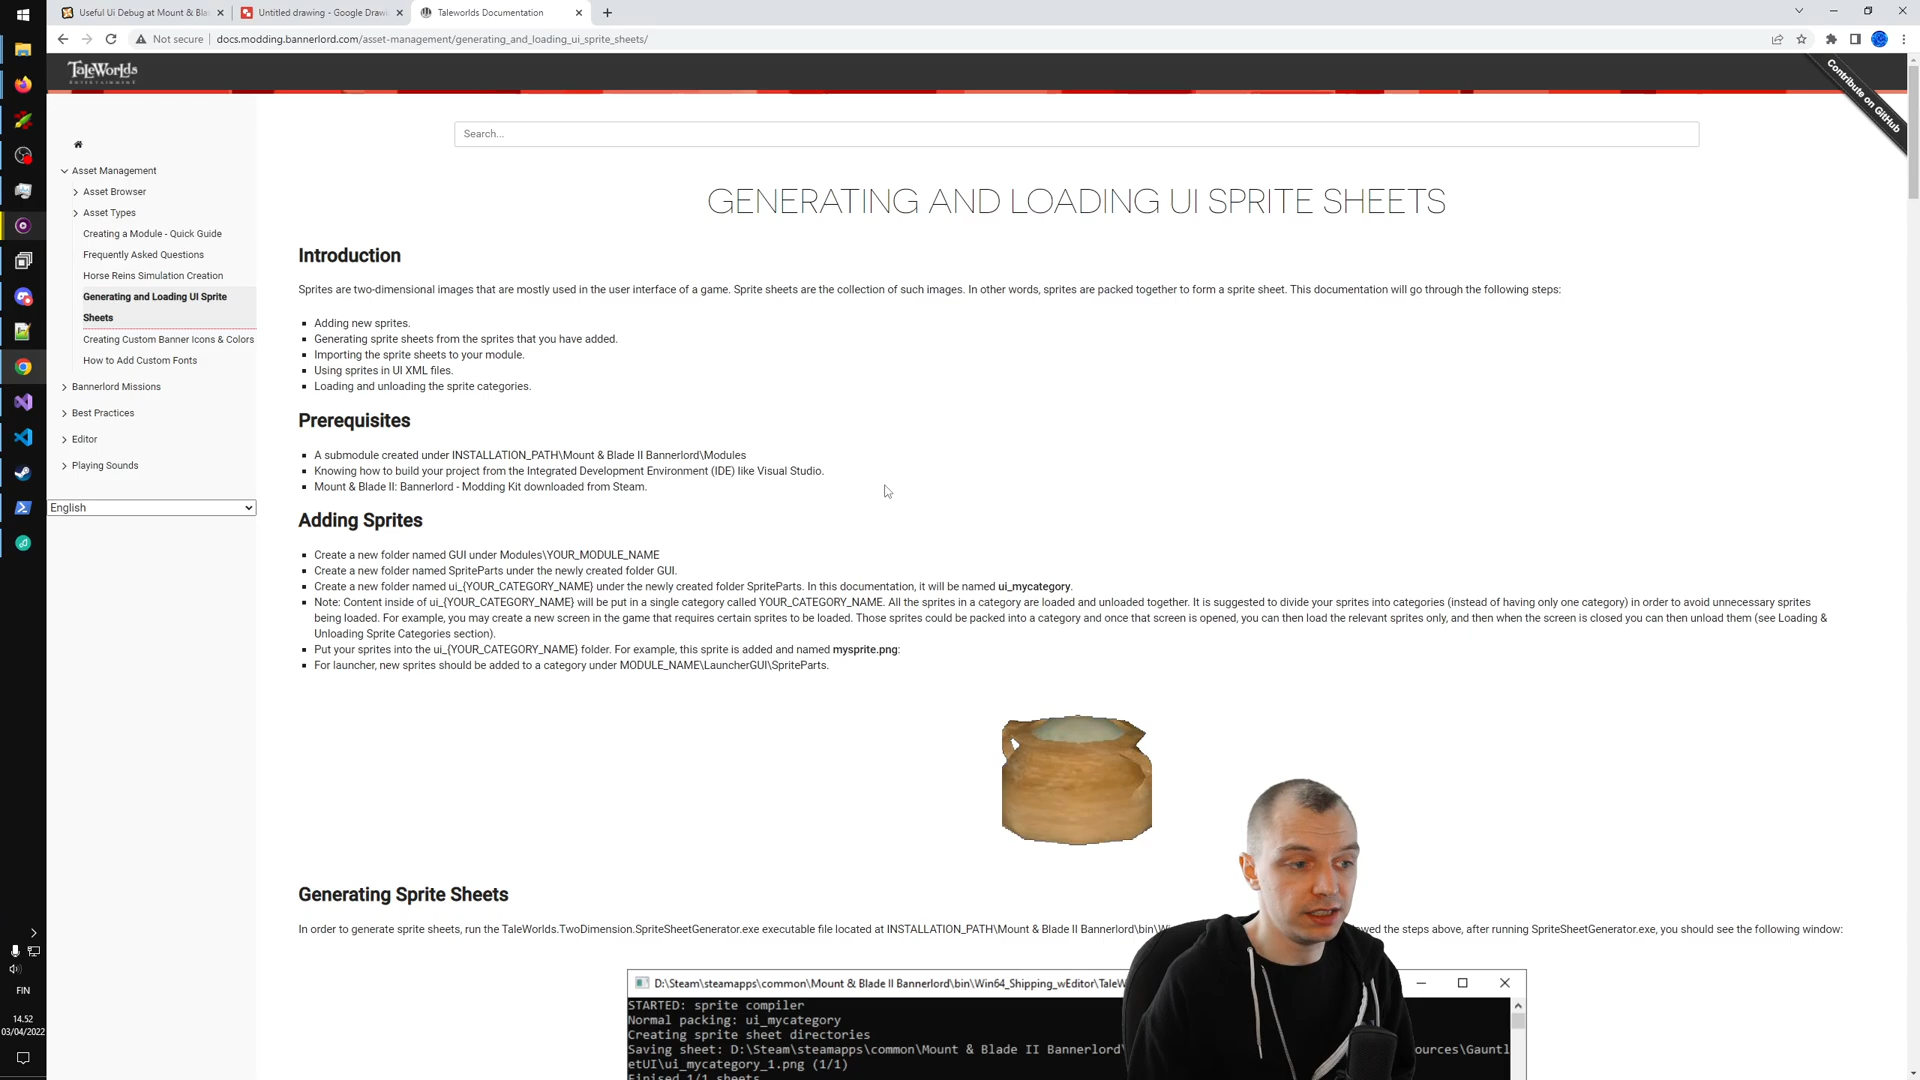 Useful Ui Debug at Mount & Bla
Untitled drawing - Google Drawi
Taleworlds Documentation
Not secure
docs.modding.bannerlord.com/asset-management/generating_and_loading_ui_sprite_sheets/
TALEWORLDS
ENTERTAINMENT
Contribute on GitHub
Search...
Asset Management
Asset Browser
Asset Types
Creating a Module - Quick Guide
Frequently Asked Questions
Horse Reins Simulation Creation
Generating and Loading UI Sprite
Sheets
Creating Custom Banner Icons & Colors
How to Add Custom Fonts
Bannerlord Missions
Best Practices
Editor
Playing Sounds
English
GENERATING AND LOADING UI SPRITE SHEETS
Introduction
Sprites are two-dimensional images that are mostly used in the user interface of a game. Sprite sheets are the collection of such images. In other words, sprites are packed together to form a sprite sheet. This documentation will go through the following steps:
Adding new sprites.
Generating sprite sheets from the sprites that you have added.
Importing the sprite sheets to your module.
Using sprites in UI XML files.
Loading and unloading the sprite categories.
Prerequisites
A submodule created under INSTALLATION_PATH\Mount & Blade II Bannerlord\Modules
Knowing how to build your project from the Integrated Development Environment (IDE) like Visual Studio.
Mount & Blade II: Bannerlord - Modding Kit downloaded from Steam.
Adding Sprites
Create a new folder named GUI under Modules\YOUR_MODULE_NAME
Create a new folder named SpriteParts under the newly created folder GUI.
Create a new folder named ui_{YOUR_CATEGORY_NAME} under the newly created folder SpriteParts. In this documentation, it will be named ui_mycategory.
Note: Content inside of ui_{YOUR_CATEGORY_NAME} will be put in a single category called YOUR_CATEGORY_NAME. All the sprites in a category are loaded and unloaded together. It is suggested to divide your sprites into categories (instead of having only one category) in order to avoid unnecessary sprites
being loaded. For example, you may create a new screen in the game that requires certain sprites to be loaded. Those sprites could be packed into a category and once that screen is opened, you can then load the relevant sprites only, and then when the screen is closed you can then unload them (see Loading &
Unloading Sprite Categories section).
Put your sprites into the ui_{YOUR_CATEGORY_NAME} folder. For example, this sprite is added and named mysprite.png:
For launcher, new sprites should be added to a category under MODULE_NAME\LauncherGUI\SpriteParts.
Generating Sprite Sheets
In order to generate sprite sheets, run the TaleWorlds.TwoDimension.SpriteSheetGenerator.exe executable file located at INSTALLATION_PATH\Mount & Blade II Bannerlord\bin\W owed the steps above, after running SpriteSheetGenerator.exe, you should see the following window:
D:\Steam\steamapps\common\Mount & Blade II Bannerlord\bin\Win64_Shipping_wEditor\TaleW
STARTED: sprite compiler
Normal packing: ui_mycategory
Creating sprite sheet directories
Saving sheet: D:\Steam\steamapps\common\Mount & Blade II Bannerlord\ ources\Gauntl
etUI\ui_mycategory_1.png (1/1)
Finised 1/1 sheets
FIN
14.52
03/04/2022